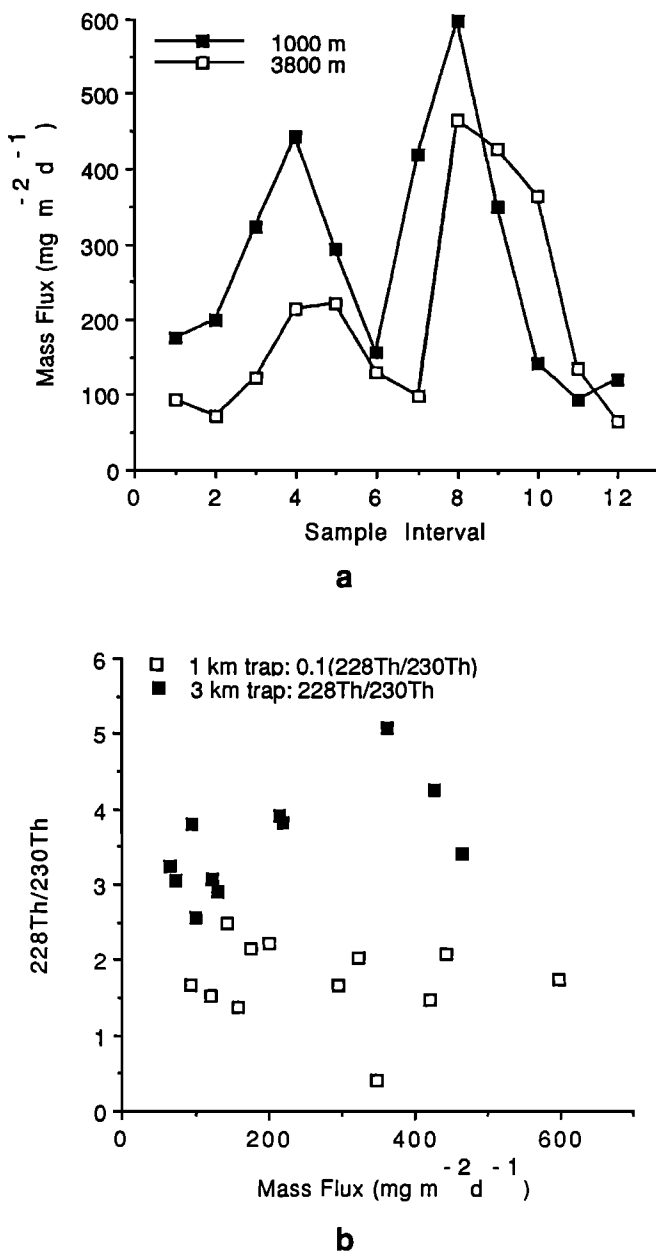 600
500
400
300
200
100
0
1000 m
3800 m
Mass Flux (mg m -2 d -1 )
0 2 4 6 8 10 12
Sample Interval
a
6
5
4
3
2
1
0
1 km trap: 0.1(228Th/230Th)
3 km trap: 228Th/230Th
228Th/230Th
0 200 400 600
Mass Flux (mg m -2 d -1 )
b